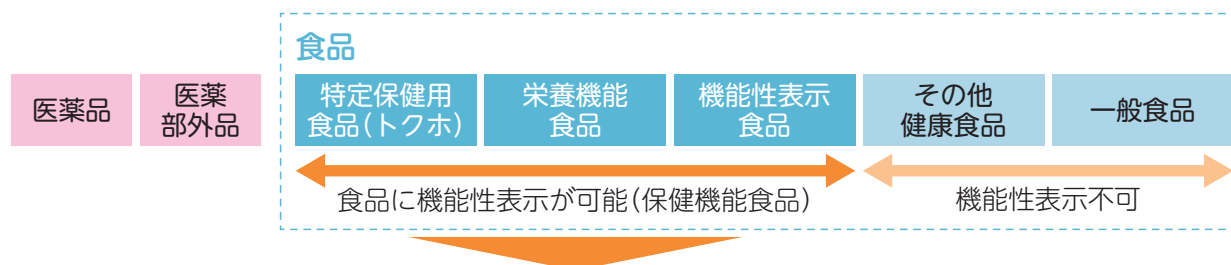 食品
医薬品
医薬
部外品
特定保健用
食品(トクホ)
栄養機能
食品
機能性表示
食品
その他
健康食品
一般食品
食品に機能性表示が可能(保健機能食品)
機能性表示不可